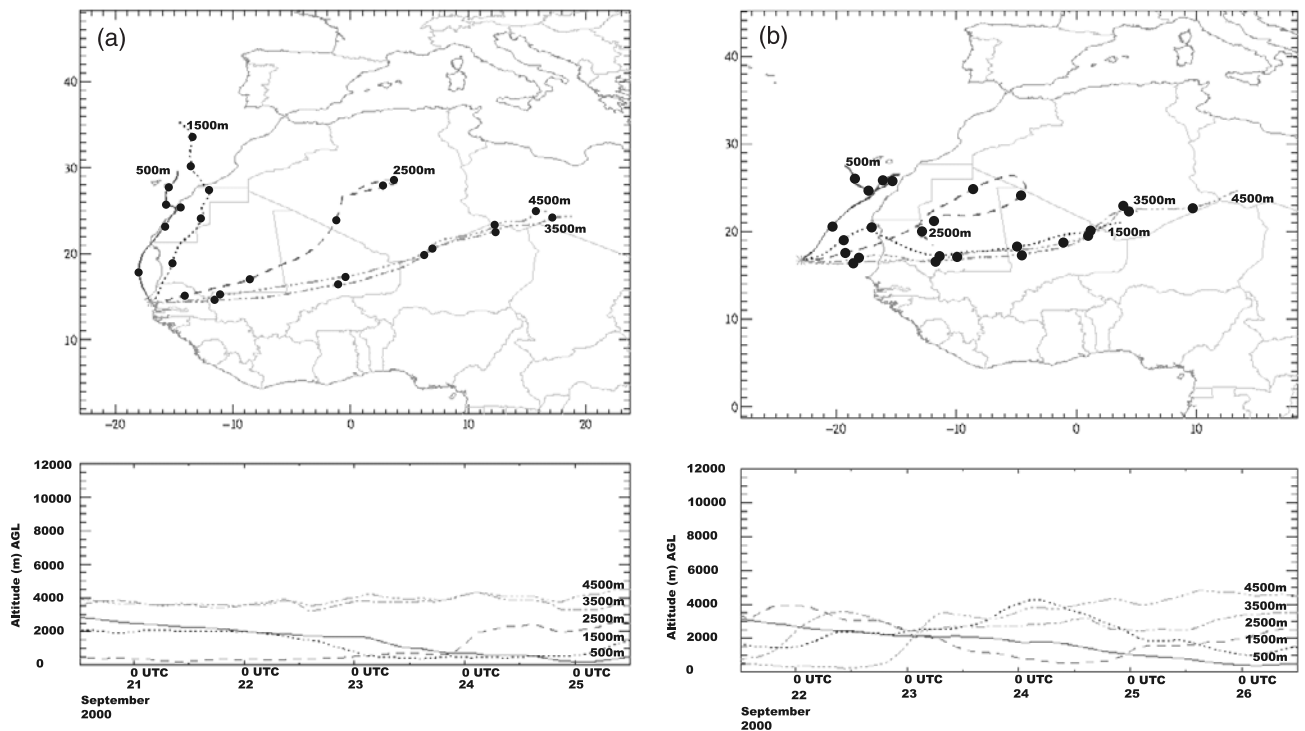 (a)
(b)
40
30
20
10
−20
−10
0
10
20
1500m
500m
2500m
4500m
3500m
40
30
20
10
0
−20
−10
0
10
500m
2500m
3500m
4500m
1500m
Altitude (m) AGL
12000
10000
8000
6000
4000
2000
0
4500m
3500m
2500m
1500m
500m
0 UTC 0 UTC 0 UTC 0 UTC 0 UTC
21 22 23 24 25
September
2000
Altitude (m) AGL
12000
10000
8000
6000
4000
2000
0
4500m
3500m
2500m
1500m
500m
0 UTC 0 UTC 0 UTC 0 UTC 0 UTC
22 23 24 25 26
September
2000